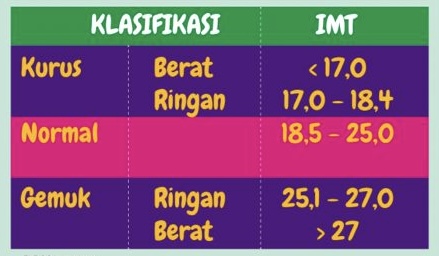 KLASIFIKASI IMT
Kurus Berat < 17,0
Ringan 17,0 - 18,4
Normal 18,5 - 25,0
Gemuk Ringan 25,1 - 27,0
Berat > 27